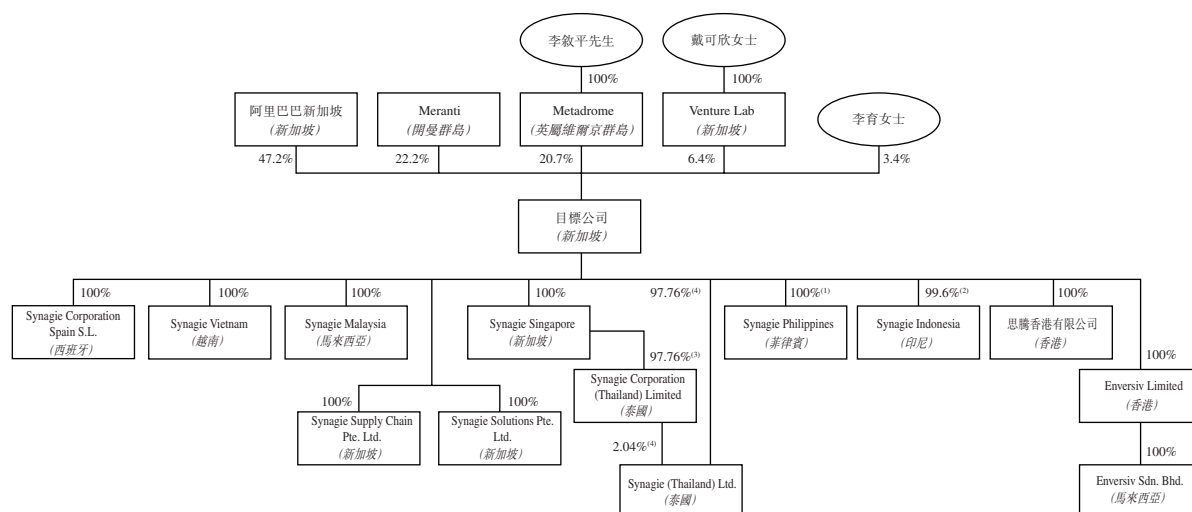 李敘平先生
戴可欣女士
100%
100%
阿里巴巴新加坡
(新加坡)
Meranti
(開曼群島)
Metadrome
(英屬維爾京群島)
Venture Lab
(新加坡)
李育女士
47.2%
22.2%
20.7%
6.4%
3.4%
目標公司
(新加坡)
100%
100%
100%
100%
97.76%(4)
100%(1)
99.6%(2)
100%
Synagie Corporation
Spain S.L.
(西班牙)
Synagie Vietnam
(越南)
Synagie Malaysia
(馬來西亞)
Synagie Singapore
(新加坡)
Synagie Philippines
(菲律賓)
Synagie Indonesia
(印尼)
思騰香港有限公司
(香港)
97.76%(3)
100%
Synagie Corporation
(Thailand) Limited
(泰國)
Enversiv Limited
(香港)
100%
100%
Synagie Supply Chain
Pte. Ltd.
(新加坡)
Synagie Solutions Pte.
Ltd.
(新加坡)
2.04%(4)
100%
Synagie (Thailand) Ltd.
(泰國)
Enversiv Sdn. Bhd.
(馬來西亞)